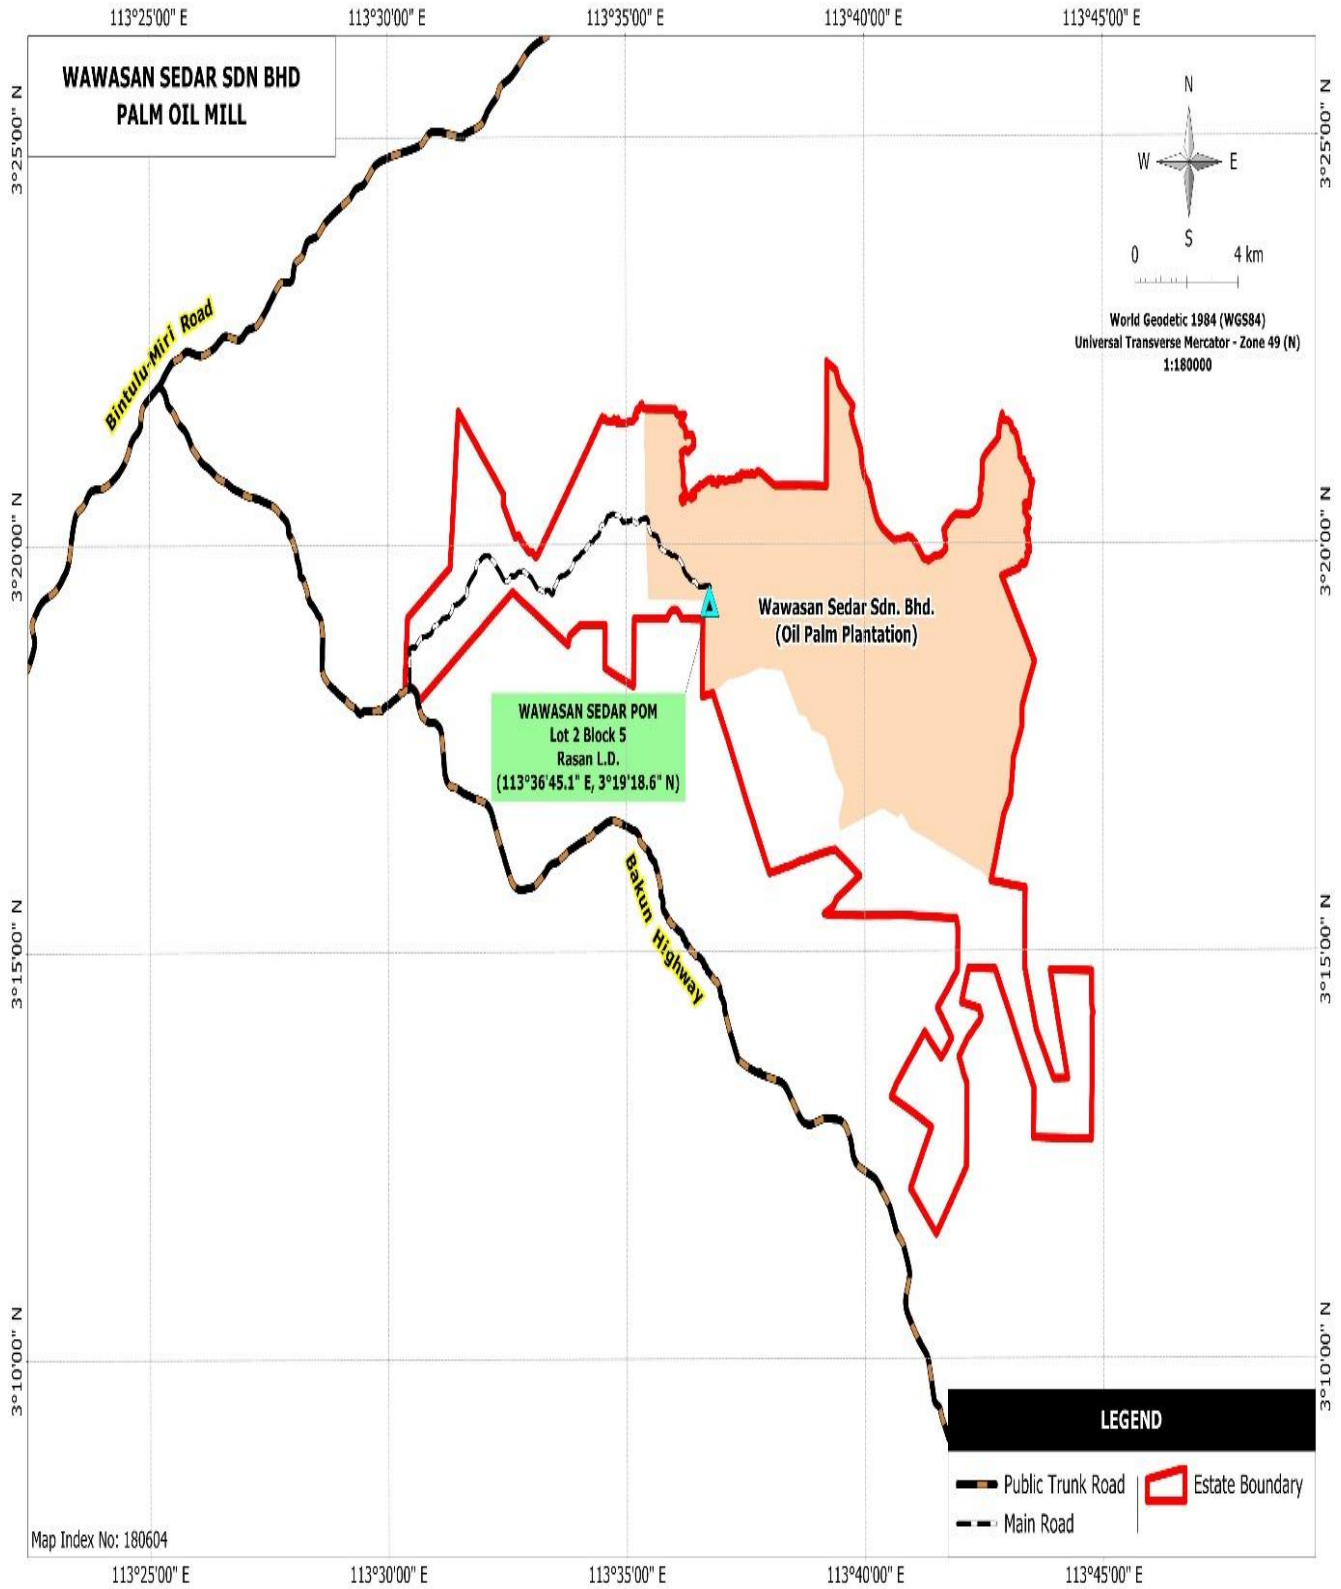 113°25'00" E
113°30'00" E
113°35'00" E
113°40'00" E
113°45'00" E
WAWASAN SEDAR SDN BHD
PALM OIL MILL
3°25'00" N
3°25'00" N
N
W
E
S
0
4 km
World Geodetic 1984 (WGS84)
Universal Transverse Mercator - Zone 49 (N)
1:180000
Bintulu-Miri Road
3°20'00" N
3°20'00" N
Wawasan Sedar Sdn. Bhd.
(Oil Palm Plantation)
WAWASAN SEDAR POM
Lot 2 Block 5
Rasan L.D.
(113°36'45.1" E, 3°19'18.6" N)
Bakun Highway
3°15'00" N
3°15'00" N
3°10'00" N
3°10'00" N
LEGEND
Public Trunk Road
Estate Boundary
Main Road
Map Index No: 180604
113°25'00" E
113°30'00" E
113°35'00" E
113°40'00" E
113°45'00" E